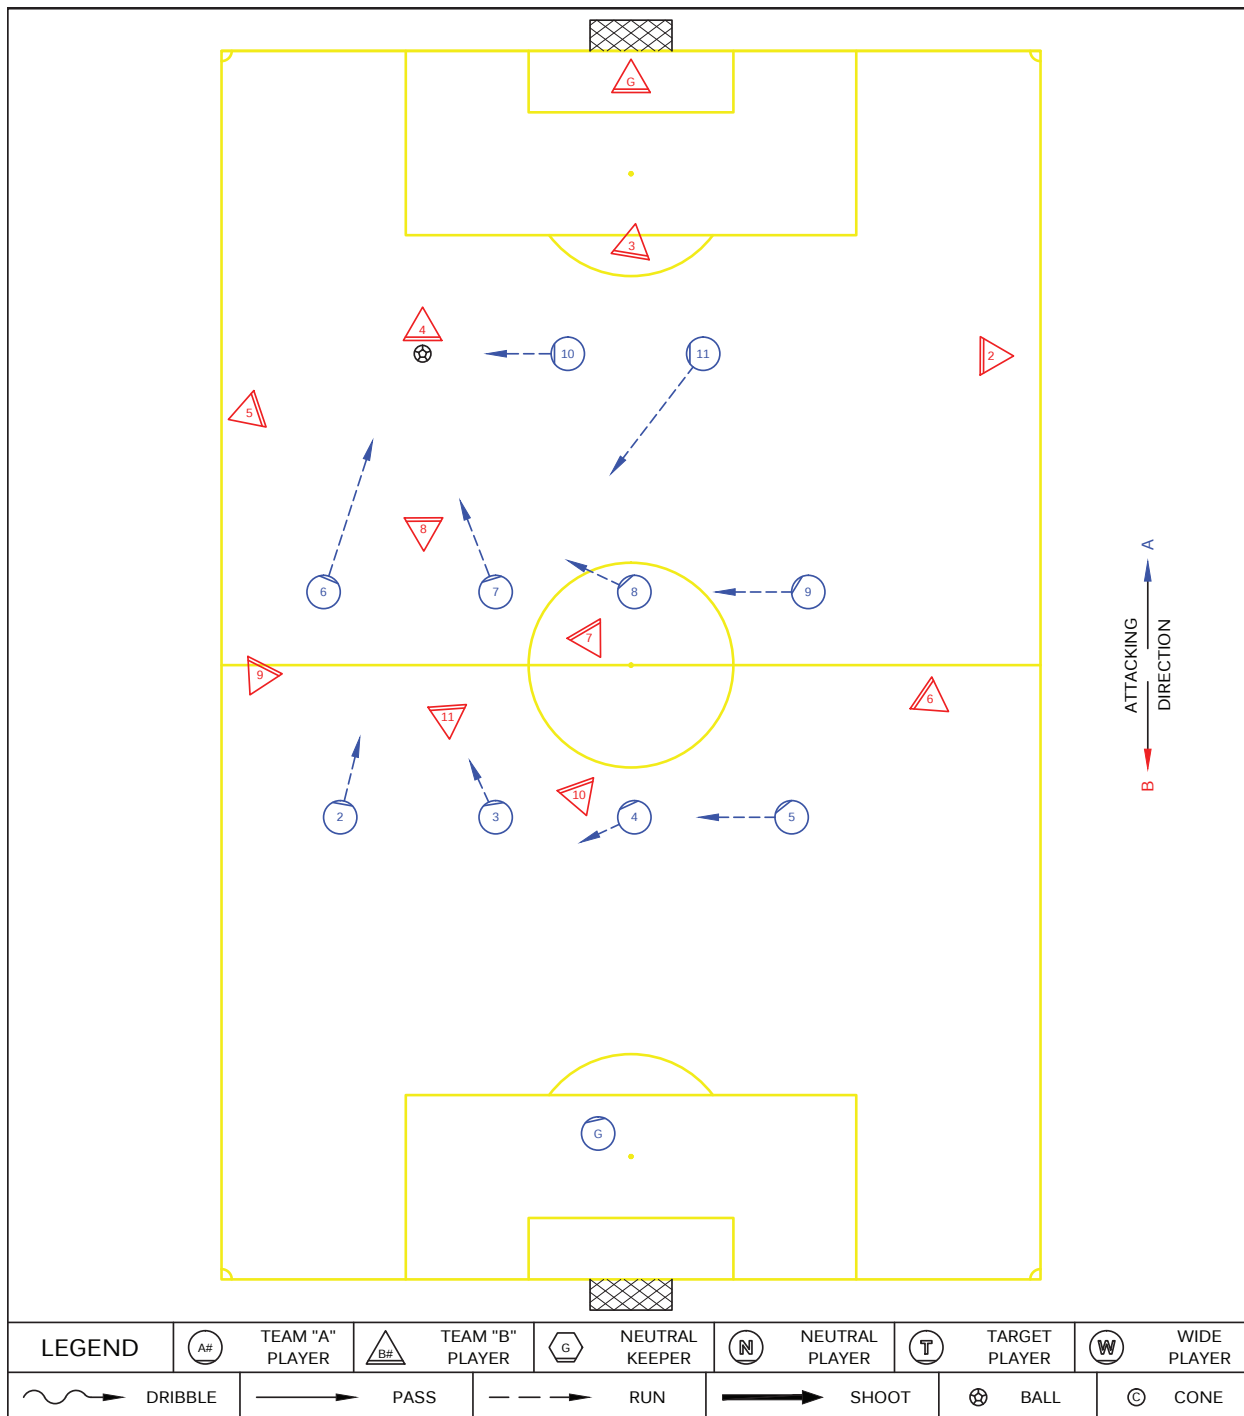 G
3
4
10
11
2
5
8
6
7
8
9
7
9
11
6
10
2
3
4
5
G
A
ATTACKING
DIRECTION
B
LEGEND
A#
TEAM "A"
PLAYER
B#
TEAM "B"
PLAYER
G
NEUTRAL
KEEPER
N
NEUTRAL
PLAYER
T
TARGET
PLAYER
W
WIDE
PLAYER
DRIBBLE
PASS
RUN
SHOOT
BALL
C
CONE